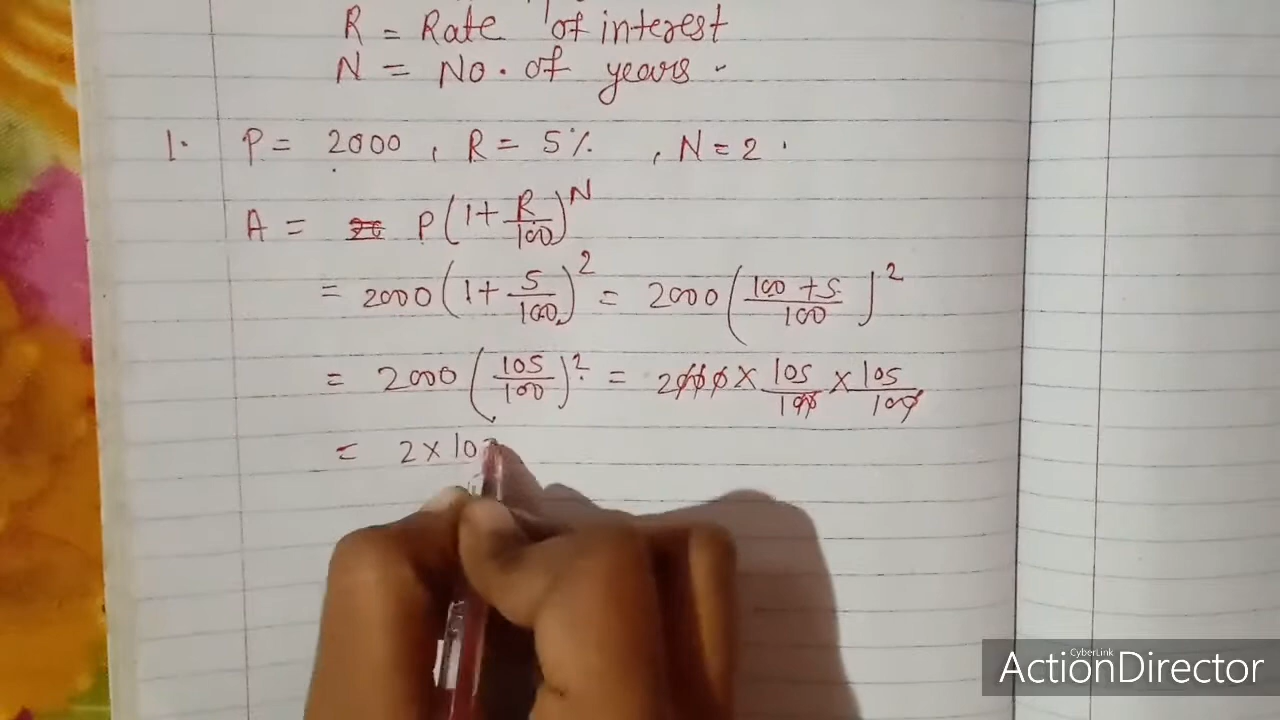 R = Rate of interest
N = No. of years.
1. P = 2000, R = 5%, N = 2.
A = P(1+R/100)^N
= 2000(1+5/100)^2 = 2000(100+5/100)^2
= 2000(105/100)^2 = 2000 × 105/100 × 105/100
= 2 × 10
CyberLink
ActionDirector